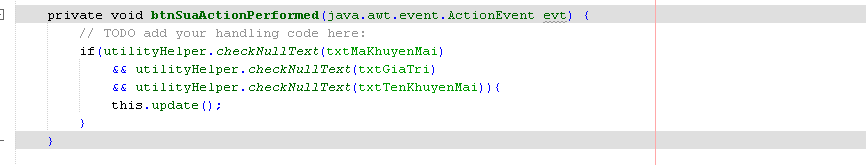 private void btnSuaActionPerformed(java.awt.event.ActionEvent evt) {
// TODO add your handling code here:
if(utilityHelper.checkNullText(txtMaKhuyenMai)
&& utilityHelper.checkNullText(txtGiaTri)
&& utilityHelper.checkNullText(txtTenKhuyenMai)){
this.update();
}
}